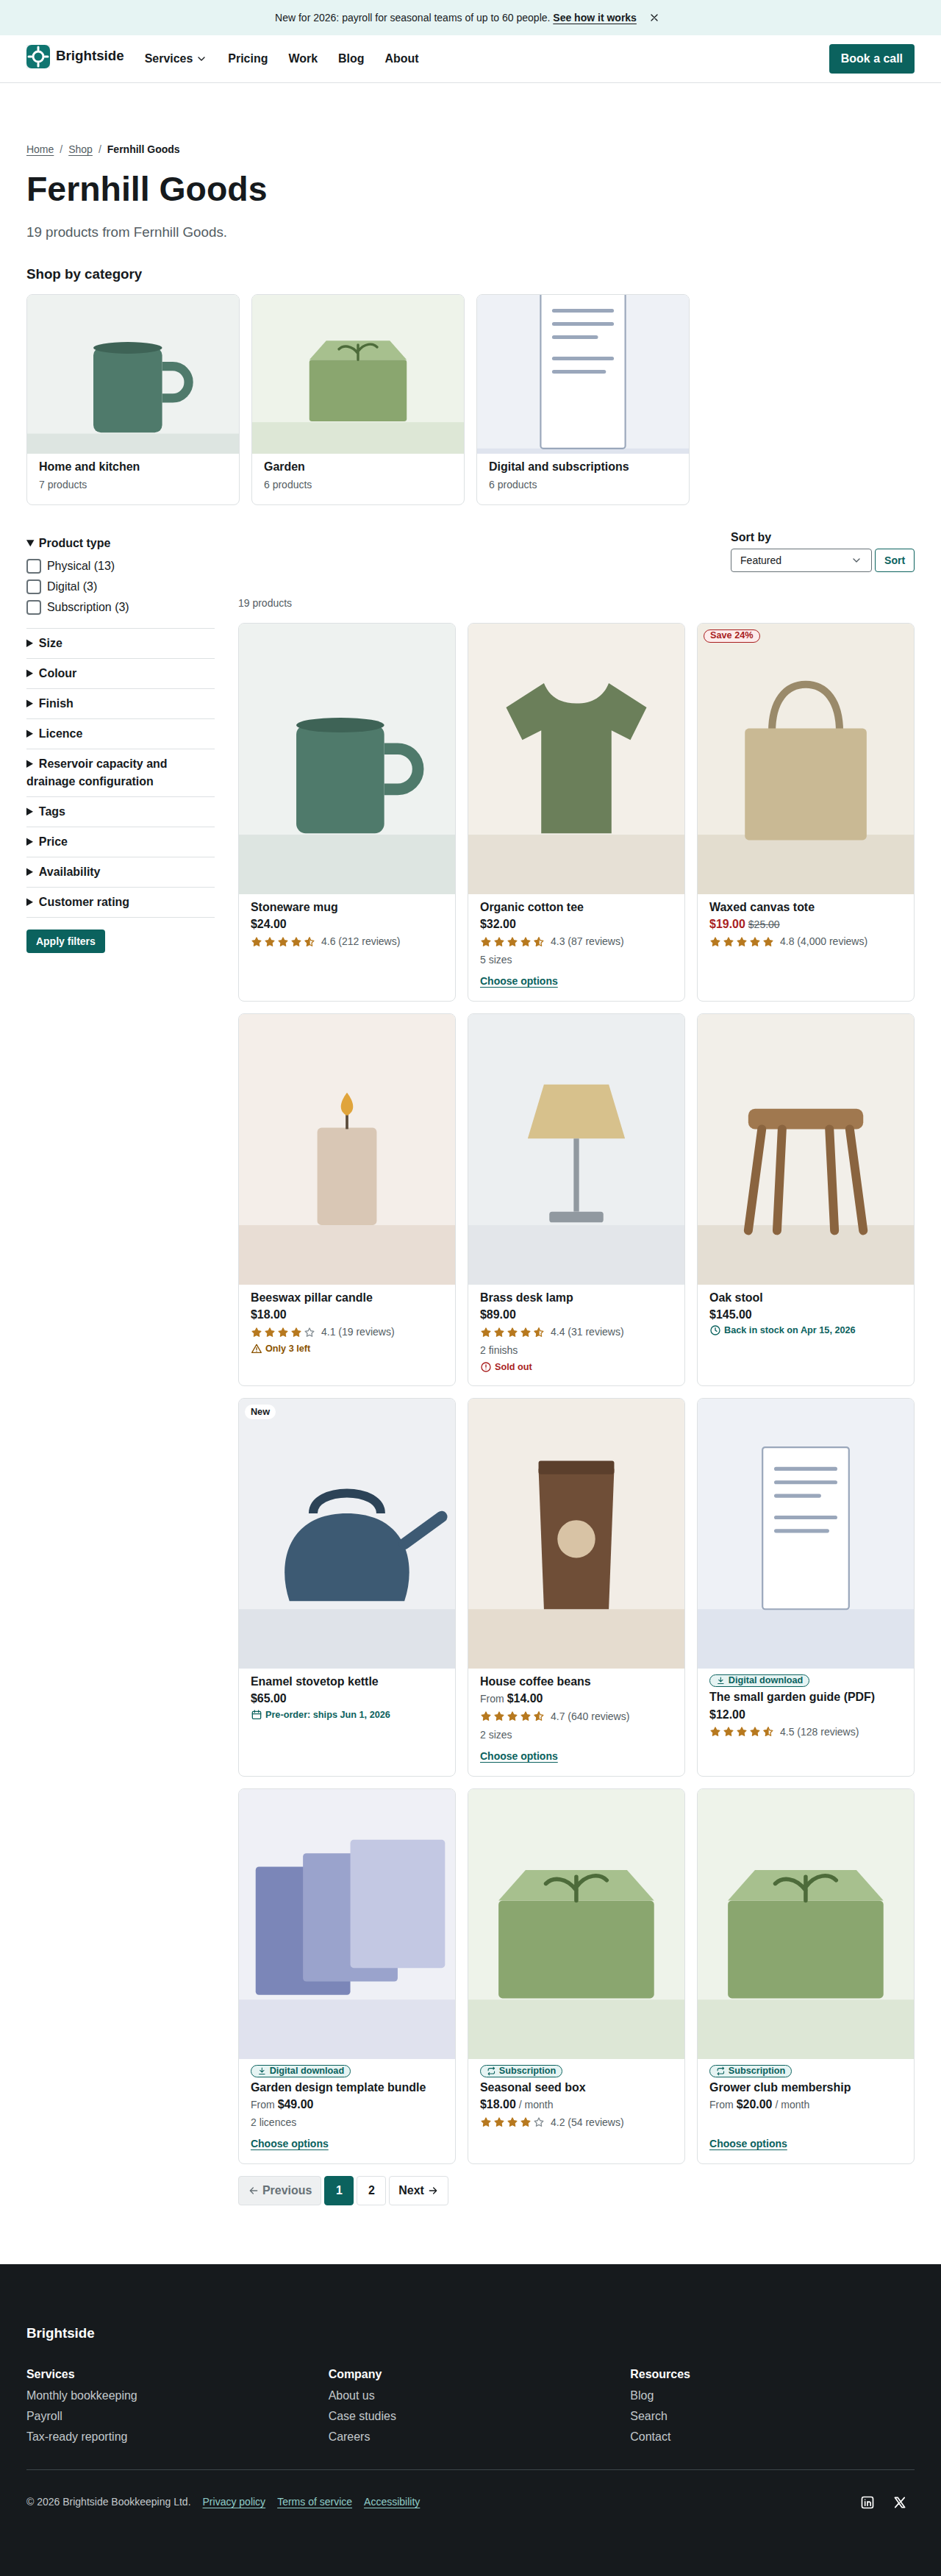 New for 2026: payroll for seasonal teams of up to 60 people. See how it works
Brightside
Services
Pricing
Work
Blog
About
Book a call
Home / Shop / Fernhill Goods
Fernhill Goods
19 products from Fernhill Goods.
Shop by category
Home and kitchen
7 products
Garden
6 products
Digital and subscriptions
6 products
Product type
Physical (13)
Digital (3)
Subscription (3)
Size
Colour
Finish
Licence
Reservoir capacity and
drainage configuration
Tags
Price
Availability
Customer rating
Apply filters
Sort by
Featured
Sort
19 products
Stoneware mug
$24.00
4.6 (212 reviews)
Organic cotton tee
$32.00
4.3 (87 reviews)
5 sizes
Choose options
Save 24%
Waxed canvas tote
$19.00 $25.00
4.8 (4,000 reviews)
Beeswax pillar candle
$18.00
4.1 (19 reviews)
Only 3 left
Brass desk lamp
$89.00
4.4 (31 reviews)
2 finishs
Sold out
Oak stool
$145.00
Back in stock on Apr 15, 2026
New
Enamel stovetop kettle
$65.00
Pre-order: ships Jun 1, 2026
House coffee beans
From $14.00
4.7 (640 reviews)
2 sizes
Choose options
Digital download
The small garden guide (PDF)
$12.00
4.5 (128 reviews)
Digital download
Garden design template bundle
From $49.00
2 licences
Choose options
Subscription
Seasonal seed box
$18.00 / month
4.2 (54 reviews)
Subscription
Grower club membership
From $20.00 / month
Choose options
Previous
1
2
Next
Brightside
Services
Monthly bookkeeping
Payroll
Tax-ready reporting
Company
About us
Case studies
Careers
Resources
Blog
Search
Contact
© 2026 Brightside Bookkeeping Ltd.
Privacy policy
Terms of service
Accessibility